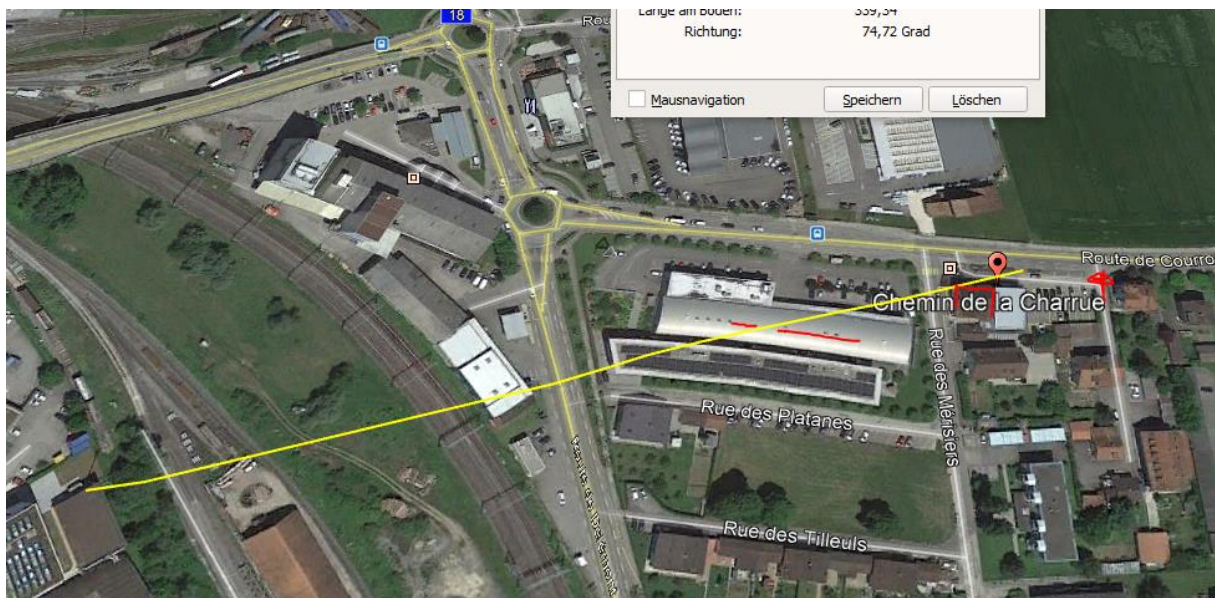 18
Rou
Länge am Boden:
339,34
Richtung:
74,72 Grad
Mausnavigation
Speichern
Löschen
Route de Courro
Chemin de la Charrue
Rue des Mérisiers
Rue des Platanes
Rue des Tilleuls